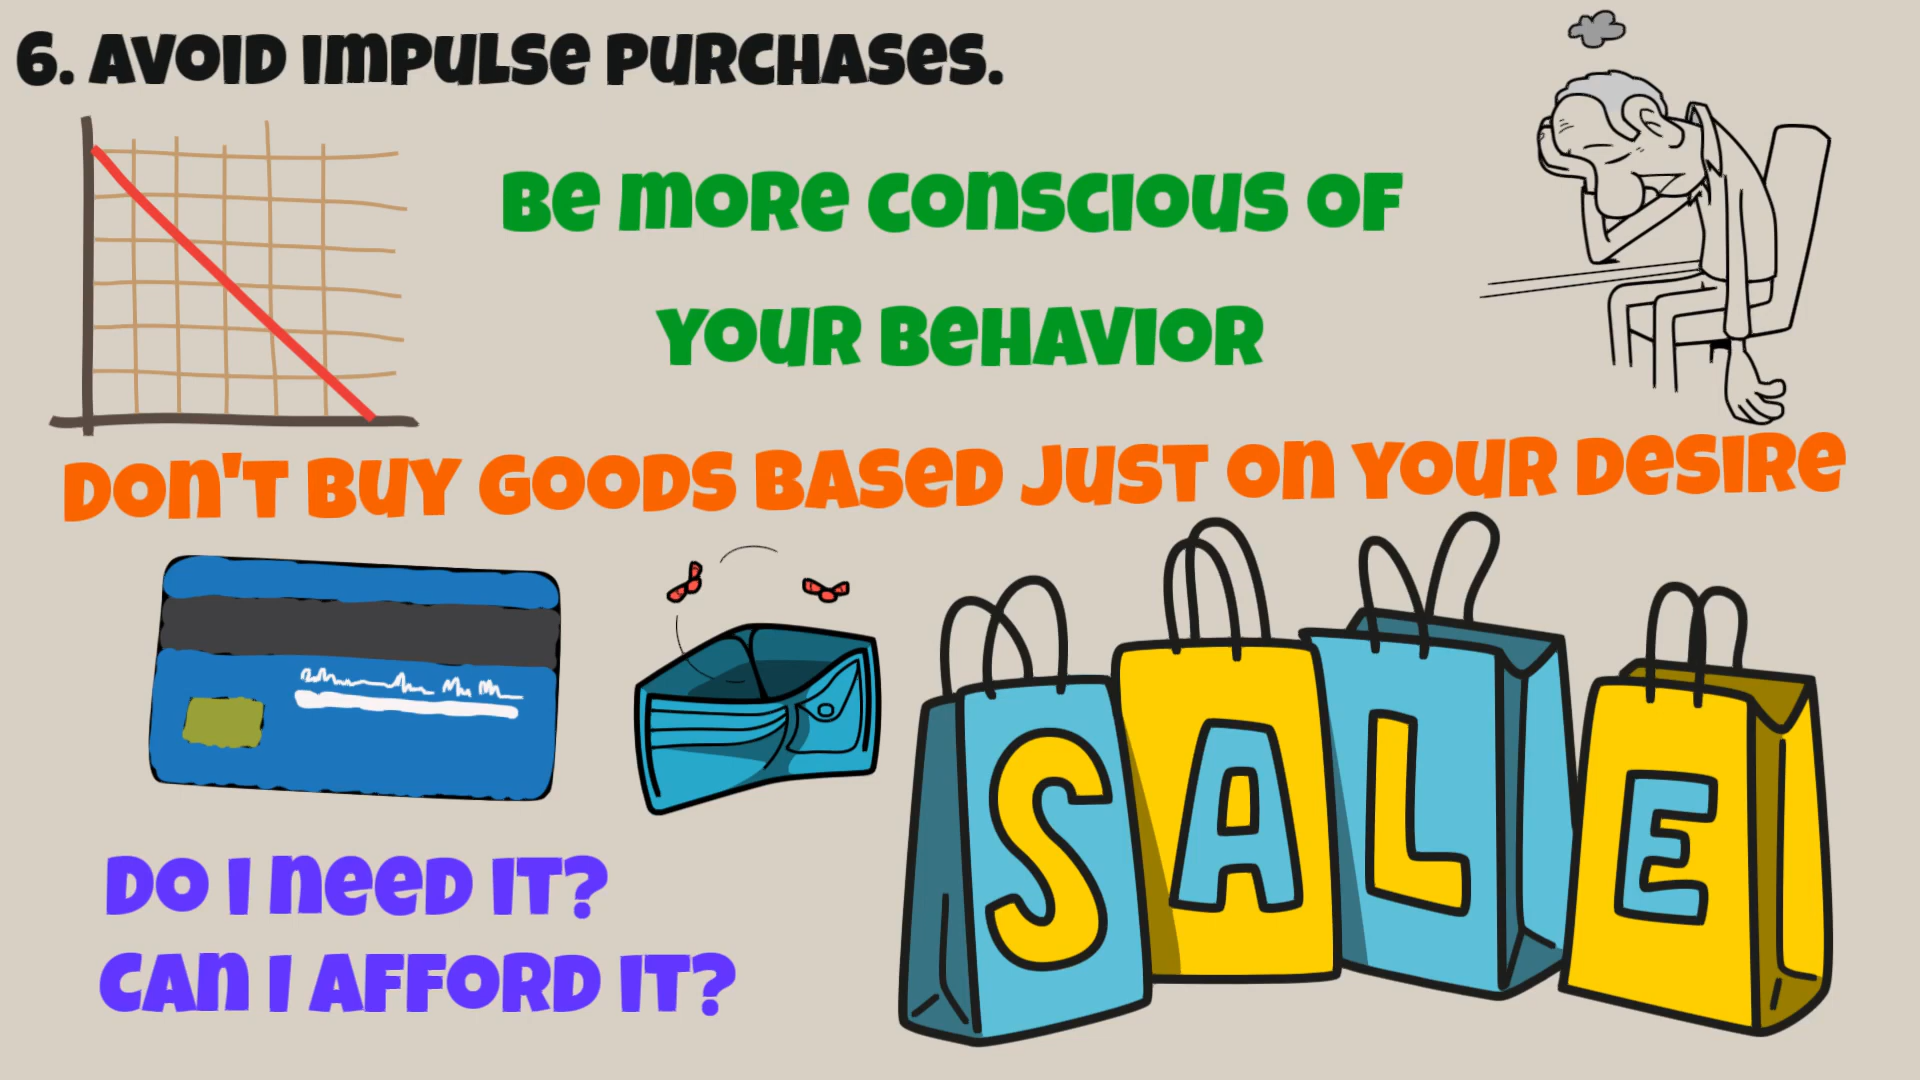 6. AVOID IMPULSE PURCHASES.
BE MORE CONSCIOUS OF
YOUR BEHAVIOR
DON'T BUY GOODS BASED JUST ON YOUR DESIRE
DO I NEED IT?
CAN I AFFORD IT?
SALE